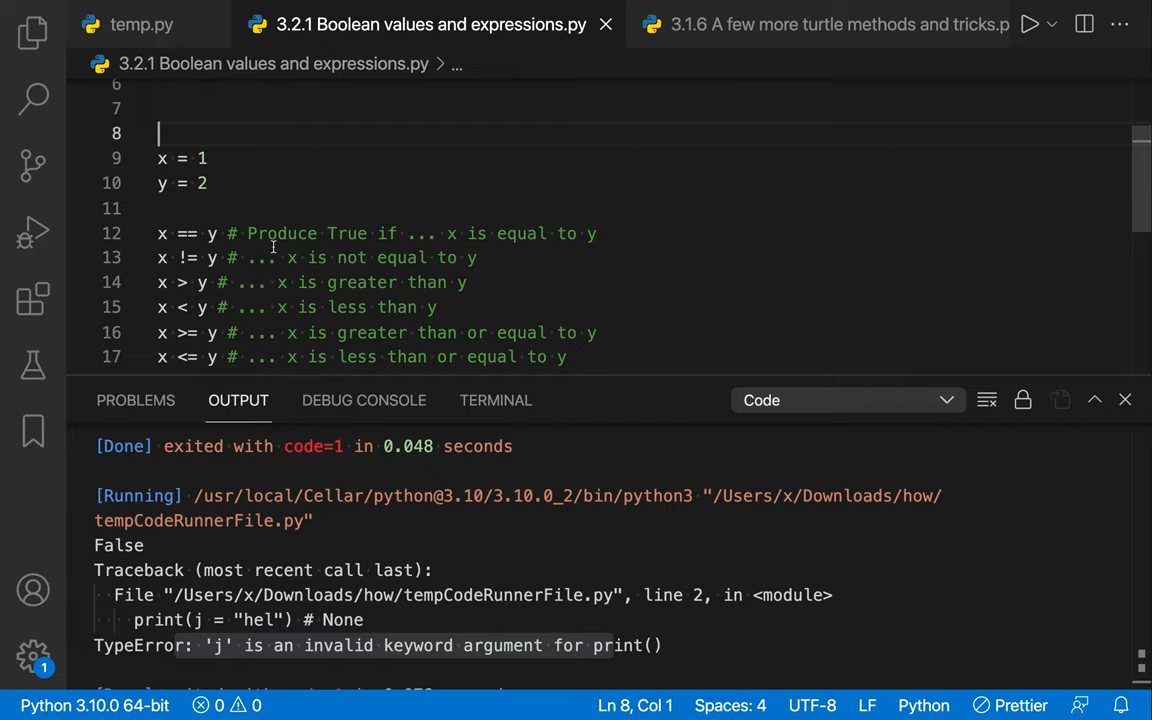 temp.py
3.2.1 Boolean values and expressions.py
3.1.6 A few more turtle methods and tricks.p
3.2.1 Boolean values and expressions.py > ...
6
7
8
9 x = 1
10 y = 2
11
12 x == y # Produce True if ... x is equal to y
13 x != y # ... x is not equal to y
14 x > y # ... x is greater than y
15 x < y # ... x is less than y
16 x >= y # ... x is greater than or equal to y
17 x <= y # ... x is less than or equal to y
PROBLEMS OUTPUT DEBUG CONSOLE TERMINAL Code
[Done] exited with code=1 in 0.048 seconds
[Running] /usr/local/Cellar/python@3.10/3.10.0_2/bin/python3 "/Users/x/Downloads/how/
tempCodeRunnerFile.py"
False
Traceback (most recent call last):
File "/Users/x/Downloads/how/tempCodeRunnerFile.py", line 2, in <module>
print(j = "hel") # None
TypeError: 'j' is an invalid keyword argument for print()
1
Python 3.10.0 64-bit 0 0 Ln 8, Col 1 Spaces: 4 UTF-8 LF Python Prettier